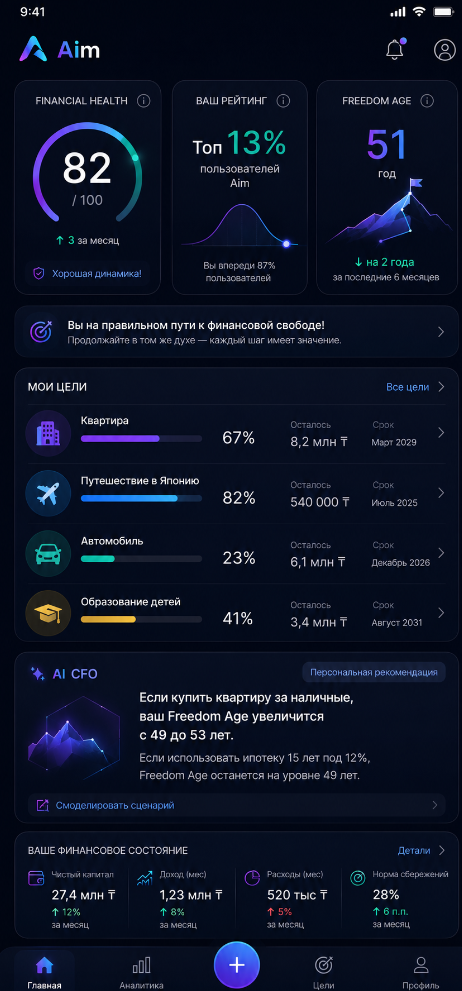 9:41
Aim
FINANCIAL HEALTH
82
/ 100
↑ 3 за месяц
Хорошая динамика!
ВАШ РЕЙТИНГ
Топ 13%
пользователей
Aim
Вы впереди 87%
пользователей
FREEDOM AGE
51
год
↓ на 2 года
за последние 6 месяцев
Вы на правильном пути к финансовой свободе!
Продолжайте в том же духе — каждый шаг имеет значение.
МОИ ЦЕЛИ
Все цели
Квартира
67%
Осталось
8,2 млн ₸
Срок
Март 2029
Путешествие в Японию
82%
Осталось
540 000 ₸
Срок
Июль 2025
Автомобиль
23%
Осталось
6,1 млн ₸
Срок
Декабрь 2026
Образование детей
41%
Осталось
3,4 млн ₸
Срок
Август 2031
AI CFO
Персональная рекомендация
Если купить квартиру за наличные,
ваш Freedom Age увеличится
с 49 до 53 лет.
Если использовать ипотеку 15 лет под 12%,
Freedom Age останется на уровне 49 лет.
Смоделировать сценарий
ВАШЕ ФИНАНСОВОЕ СОСТОЯНИЕ
Детали
Чистый капитал
27,4 млн ₸
↑ 12%
за месяц
Доход (мес)
1,23 млн ₸
↑ 8%
за месяц
Расходы (мес)
520 тыс ₸
↑ 5%
за месяц
Норма сбережений
28%
↑ 6 п.п.
за месяц
Главная
Аналитика
Цели
Профиль